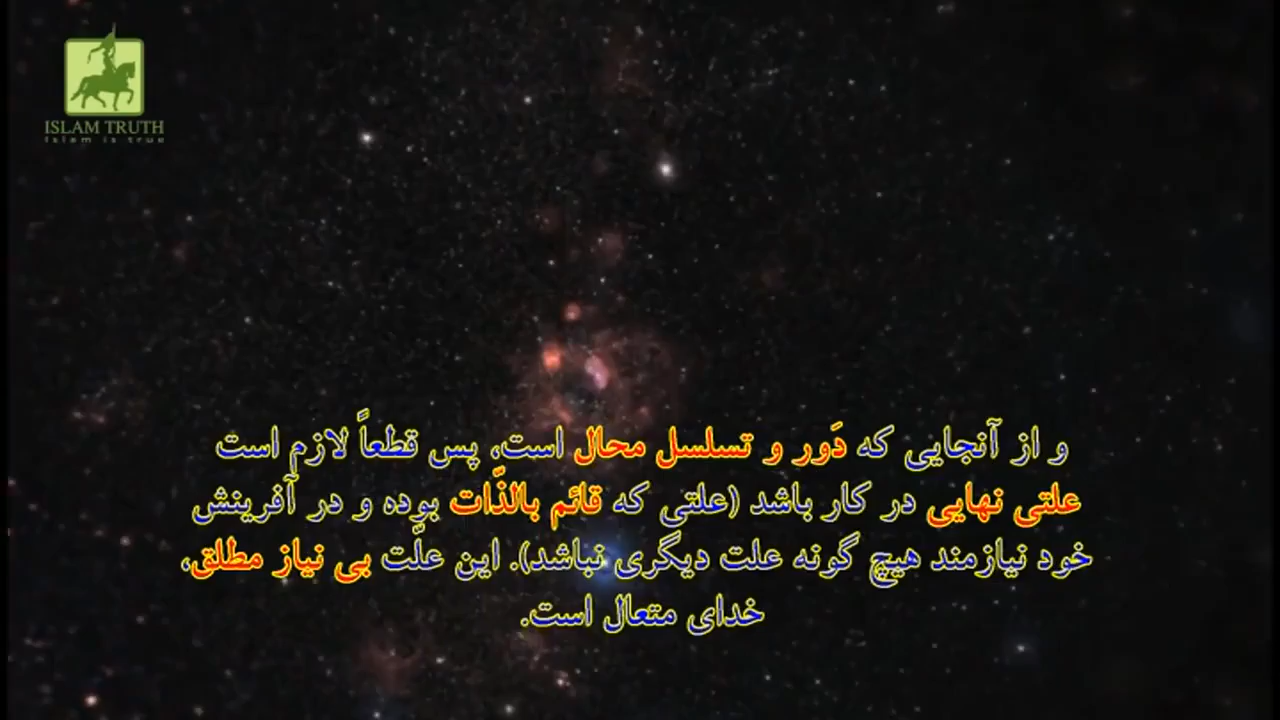 ISLAM TRUTH
islam is true
و از آنجایی که دَور و تسلسل محال است، پس قطعاً لازم است
علتی نهایی در کار باشد (علتی که قائم بالذّات بوده و در آفرینش
خود نیازمند هیچ گونه علت دیگری نباشد). این علّت بی نیاز مطلق،
خدای متعال است.